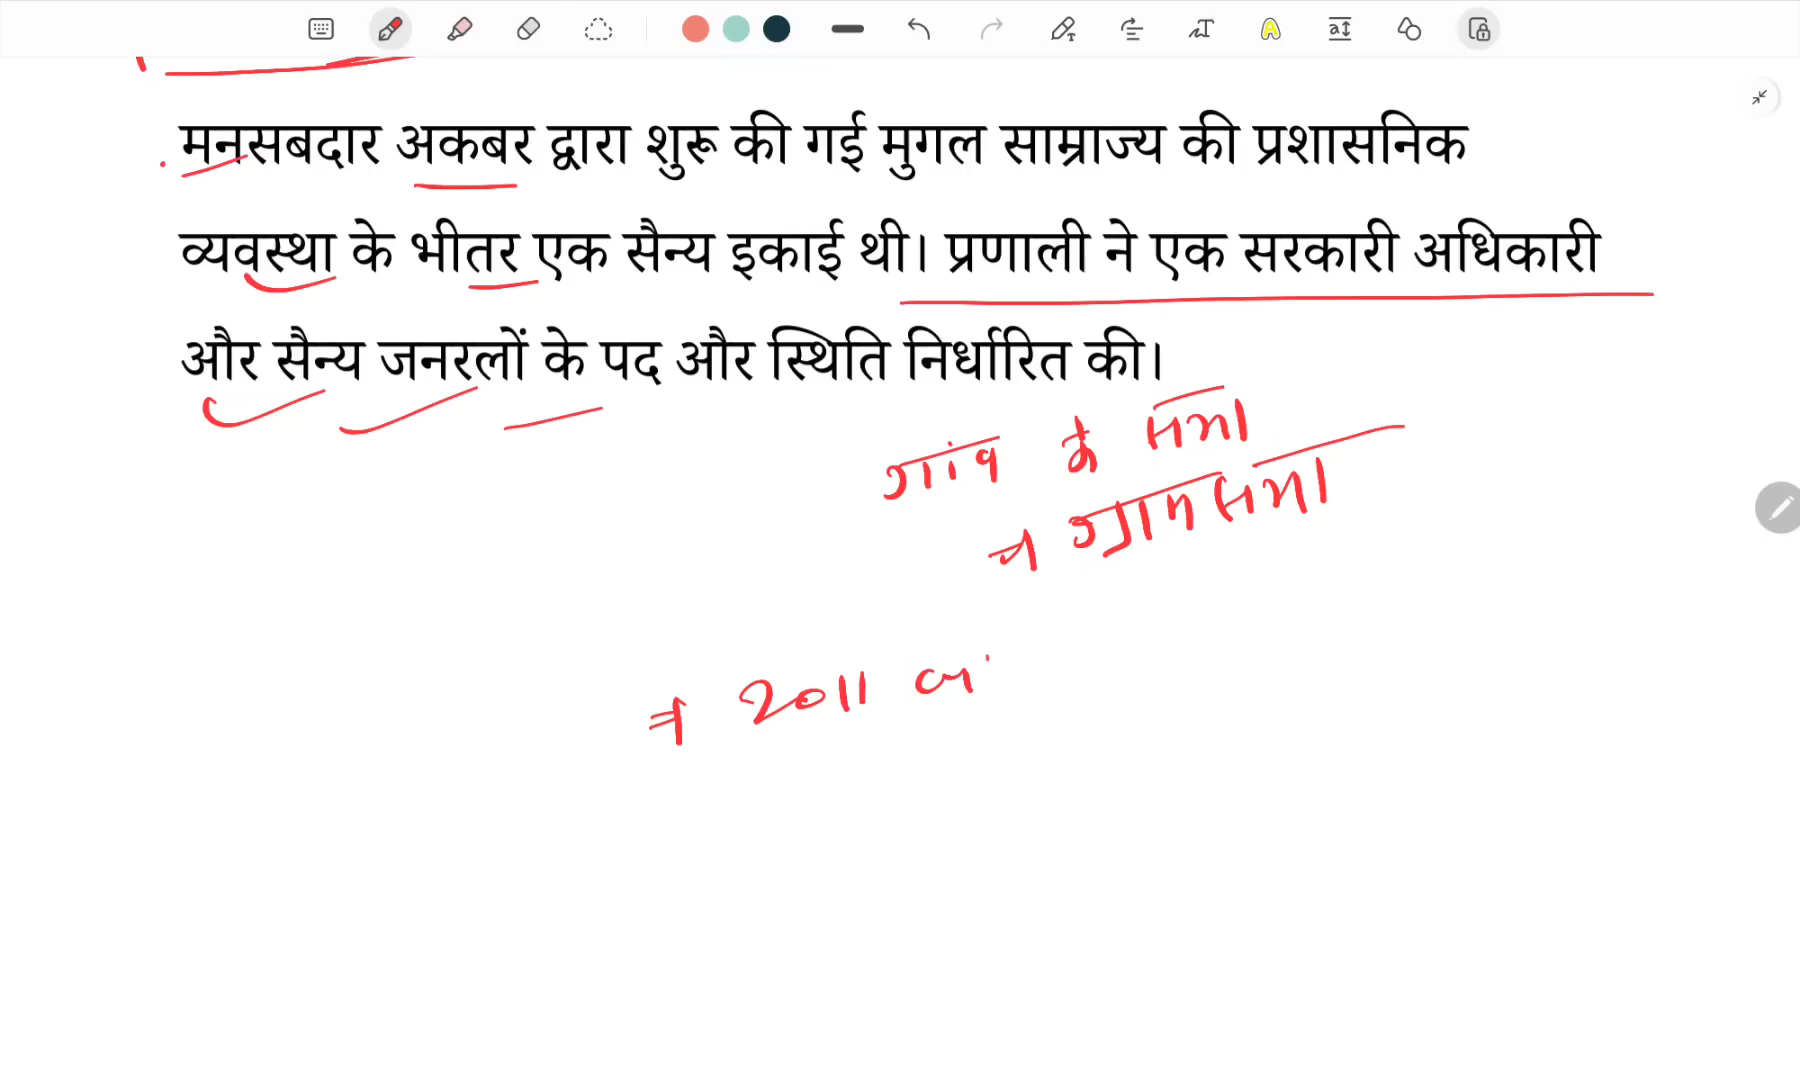 मनसबदार अकबर द्वारा शुरू की गई मुगल साम्राज्य की प्रशासनिक
व्यवस्था के भीतर एक सैन्य इकाई थी। प्रणाली ने एक सरकारी अधिकारी
और सैन्य जनरलों के पद और स्थिति निर्धारित की।
गांव के सभा
→ ग्रामसभा
⇒ 2011